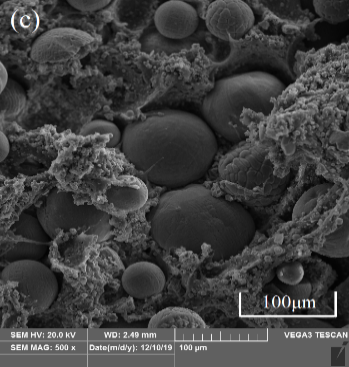 (c)
100μm
SEM HV: 20.0 kV
WD: 2.49 mm
VEGA3 TESCAN
SEM MAG: 500 x
Date(m/d/y): 12/10/19
100 μm